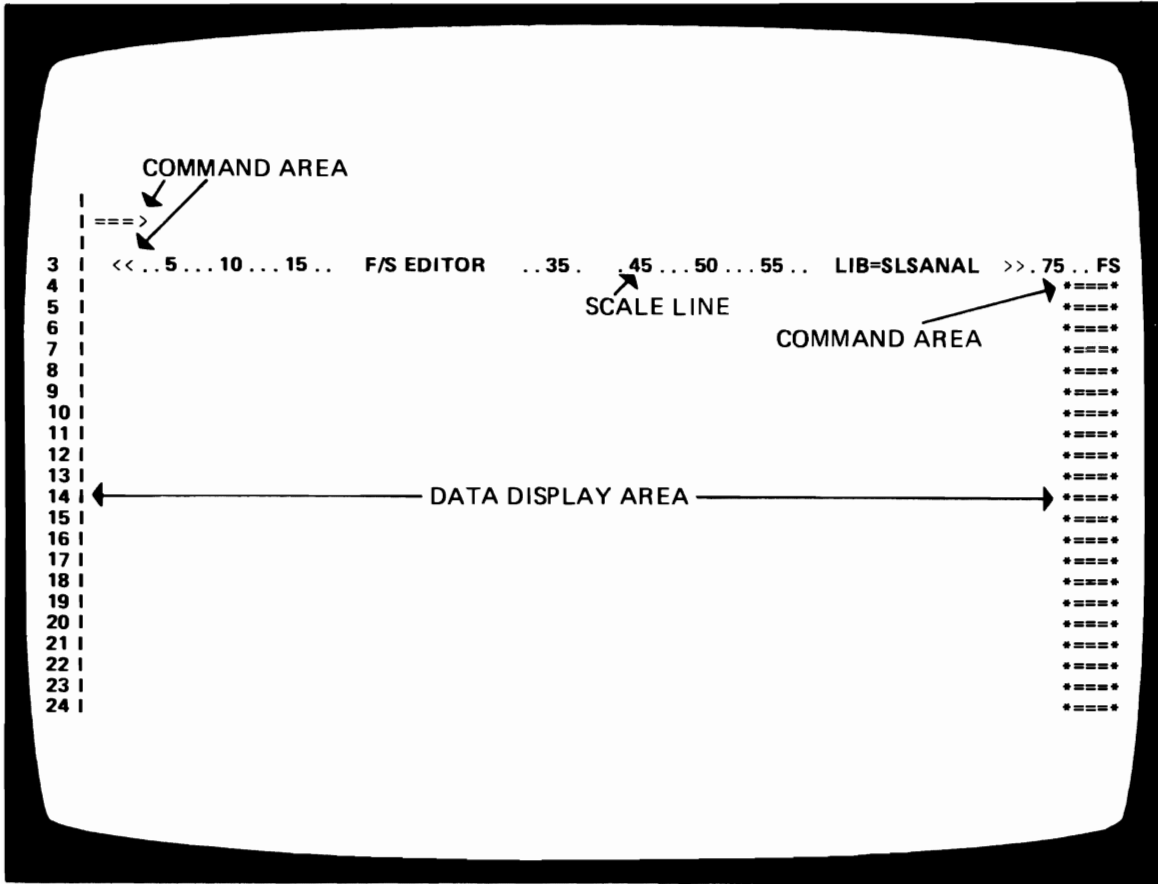 COMMAND AREA
|
| ===>
|
3 | <<..5...10...15.. F/S EDITOR ..35. .45...50...55.. LIB=SLSANAL >>.75..FS
4 | *===*
5 | SCALE LINE *===*
6 | *===*
7 | COMMAND AREA *===*
8 | *===*
9 | *===*
10 | *===*
11 | *===*
12 | *===*
13 | *===*
14 | DATA DISPLAY AREA *===*
15 | *===*
16 | *===*
17 | *===*
18 | *===*
19 | *===*
20 | *===*
21 | *===*
22 | *===*
23 | *===*
24 | *===*